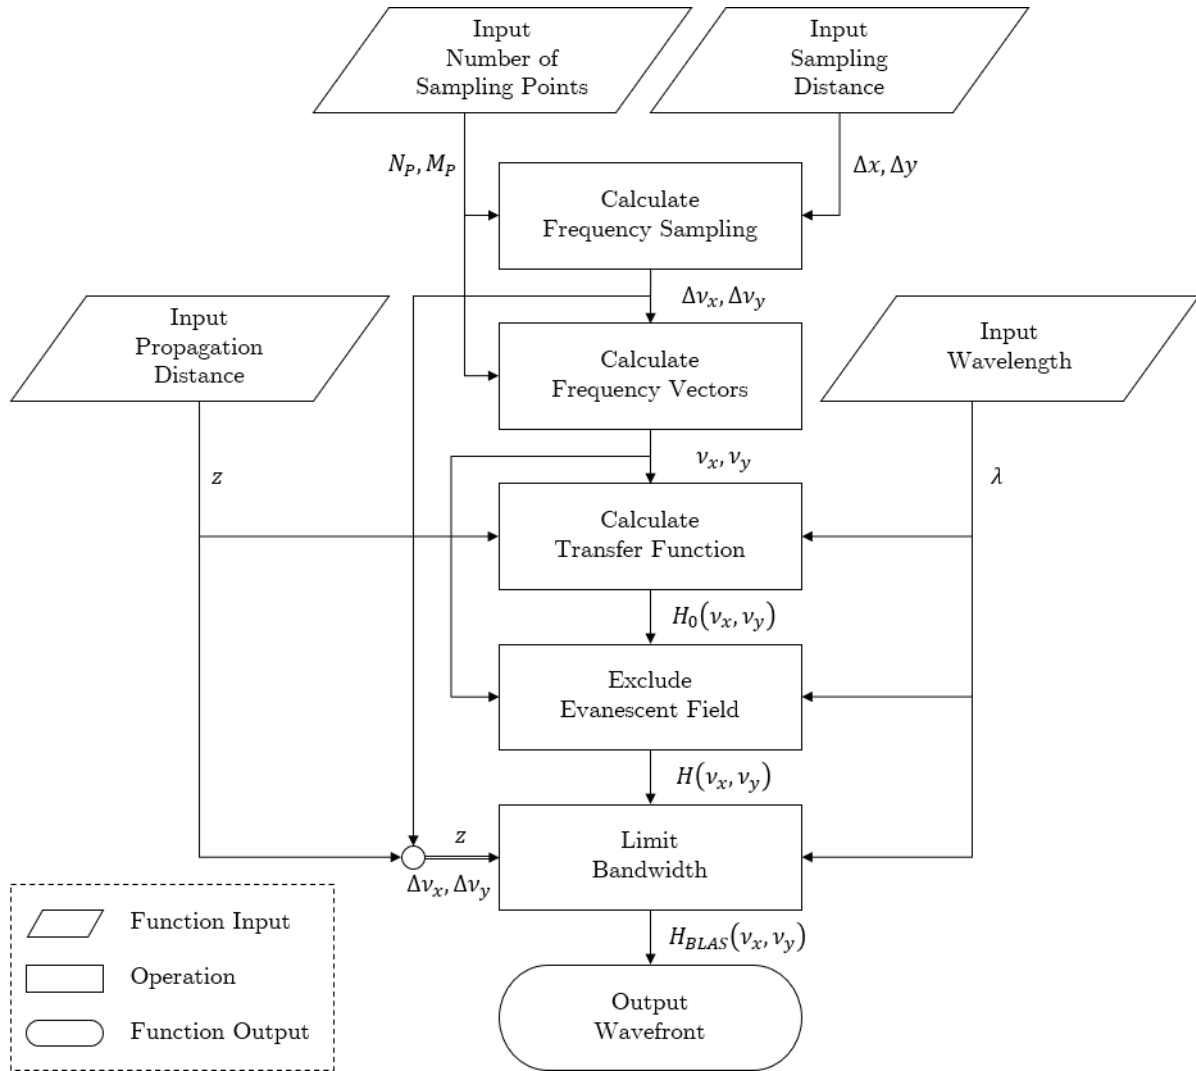 Input
Number of
Sampling Points
Input
Sampling
Distance
N_P, M_P
Δx, Δy
Calculate
Frequency Sampling
Δν_x, Δν_y
Input
Propagation
Distance
Calculate
Frequency Vectors
Input
Wavelength
ν_x, ν_y
z
λ
Calculate
Transfer Function
H_0(ν_x, ν_y)
Exclude
Evanescent Field
H(ν_x, ν_y)
z
Δν_x, Δν_y
Limit
Bandwidth
H_{BLAS}(ν_x, ν_y)
Output
Wavefront
Function Input
Operation
Function Output